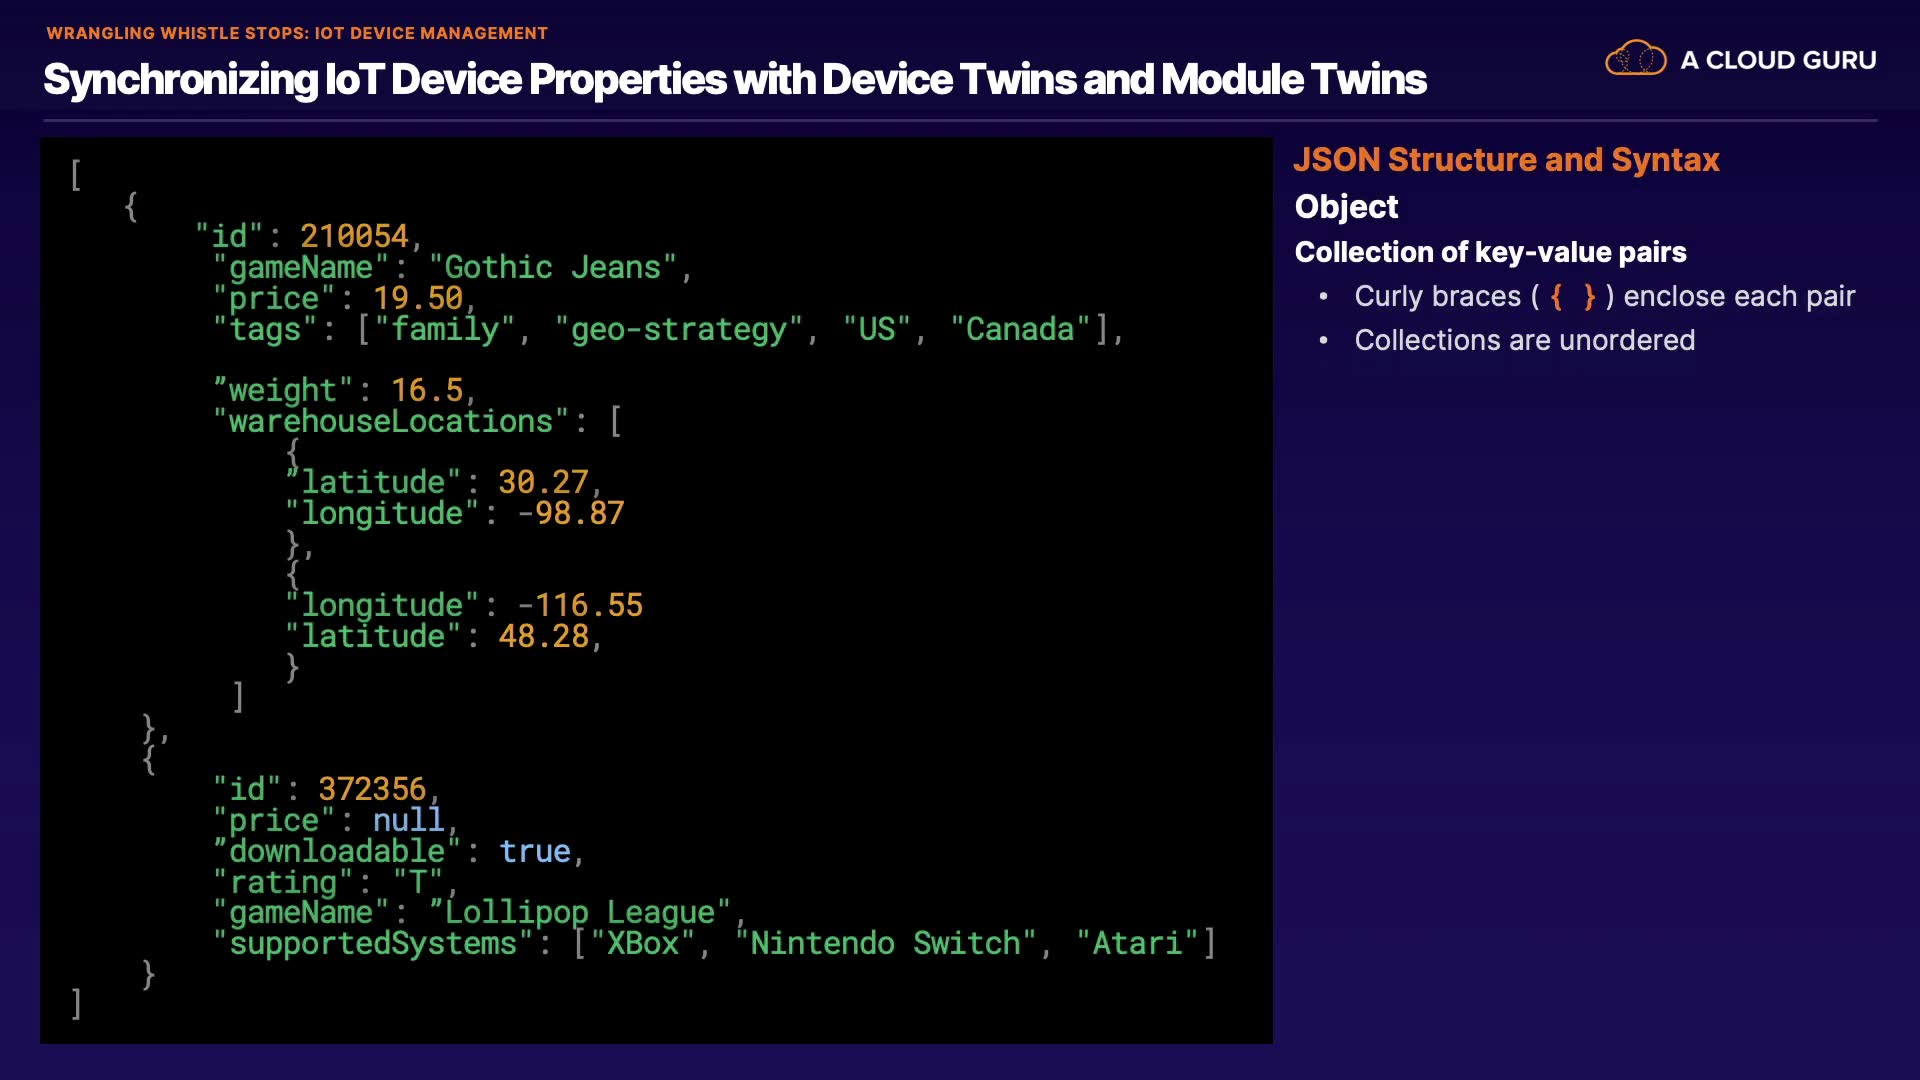 WRANGLING WHISTLE STOPS: IOT DEVICE MANAGEMENT
Synchronizing IoT Device Properties with Device Twins and Module Twins
A CLOUD GURU
[
{
"id": 210054,
"gameName": "Gothic Jeans",
"price": 19.50,
"tags": ["family", "geo-strategy", "US", "Canada"],
”weight": 16.5,
"warehouseLocations": [
{
”latitude": 30.27,
"longitude": -98.87
},
{
"longitude": -116.55
"latitude": 48.28,
}
]
},
{
"id": 372356,
"price": null,
”downloadable": true,
"rating": "T",
"gameName": ”Lollipop League",
"supportedSystems": ["XBox", "Nintendo Switch", "Atari"]
}
]
JSON Structure and Syntax
Object
Collection of key-value pairs
• Curly braces ( { } ) enclose each pair
• Collections are unordered